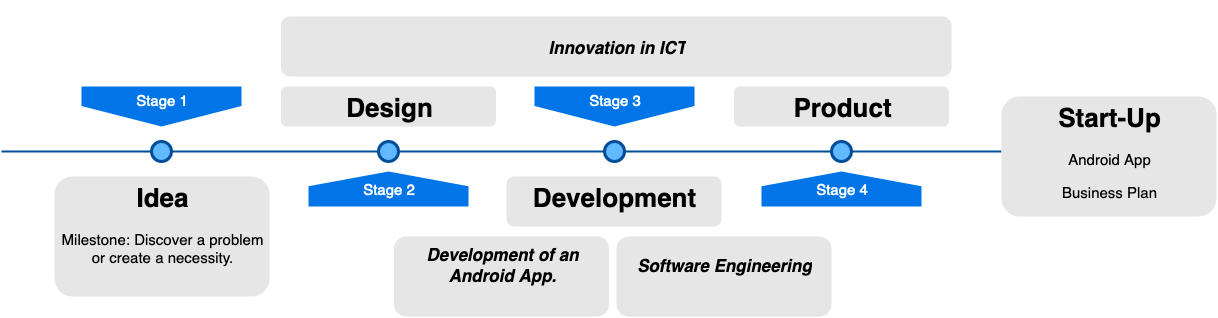 Innovation in ICT
Stage 1
Design
Stage 3
Product
Start-Up
Android App
Business Plan
Idea
Milestone: Discover a problem
or create a necessity.
Stage 2
Development
Stage 4
Development of an
Android App.
Software Engineering